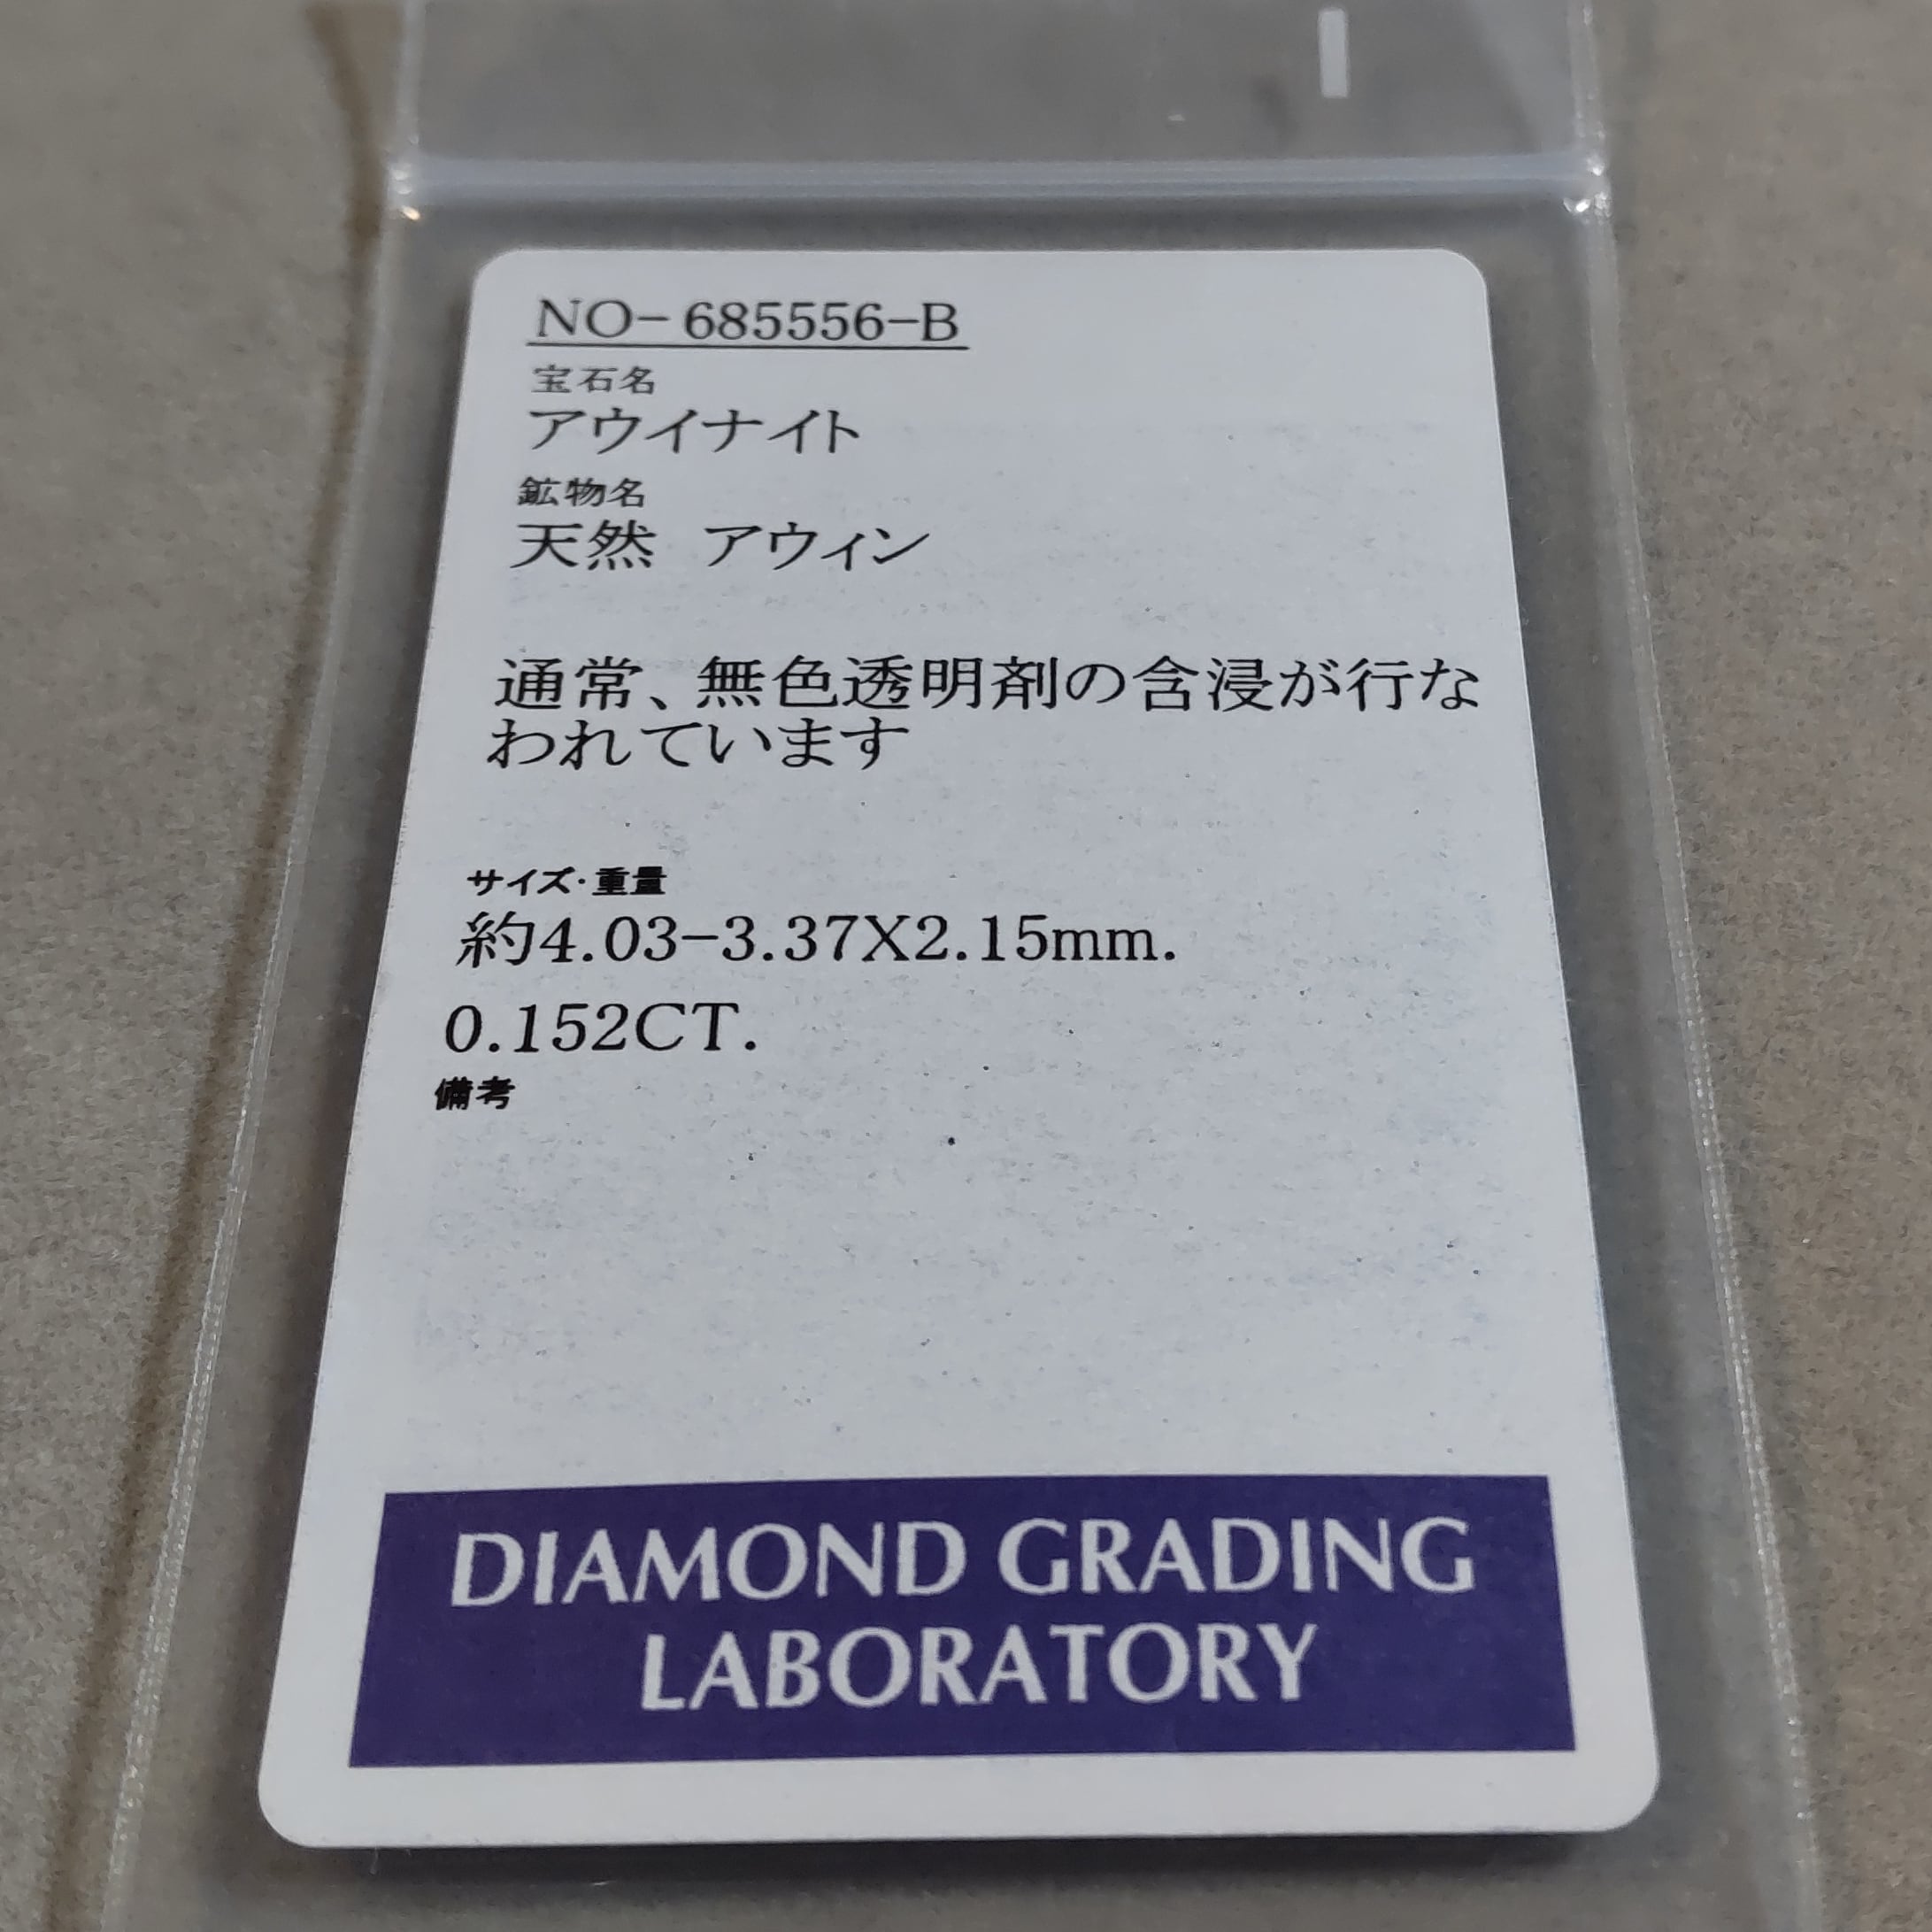 NO-685556-B
宝石名
アウイナイト
鉱物名
天然 アウィン
通常、無色透明剤の含浸が行な
われています
サイズ·重量
約4.03-3.37X2.15mm.
0.152CT.
備考
DIAMOND GRADING
LABORATORY